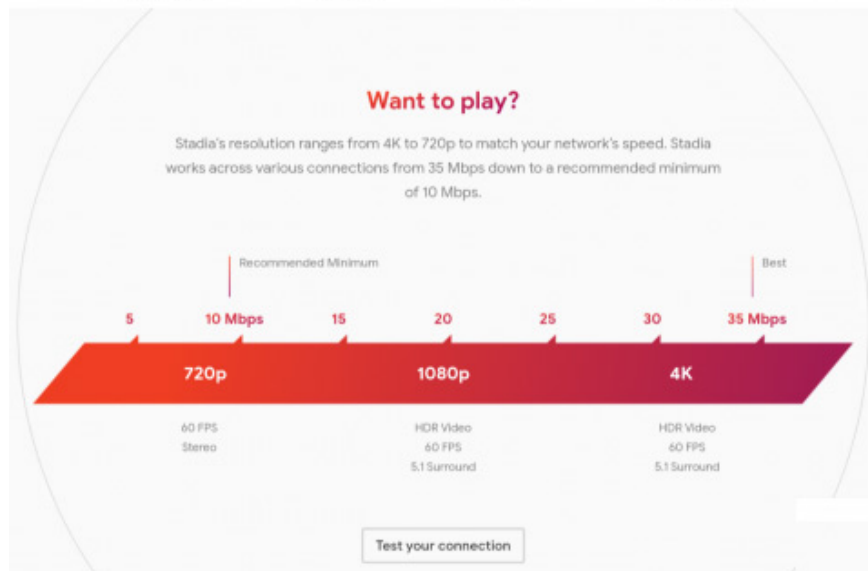 Want to play?
Stadia's resolution ranges from 4K to 720p to match your network's speed. Stadia
works across various connections from 35 Mbps down to a recommended minimum
of 10 Mbps.
Recommended Minimum
Best
5 10 Mbps 15 20 25 30 35 Mbps
720p 1080p 4K
60 FPS HDR Video HDR Video
Stereo 60 FPS 60 FPS
5.1 Surround 5.1 Surround
Test your connection